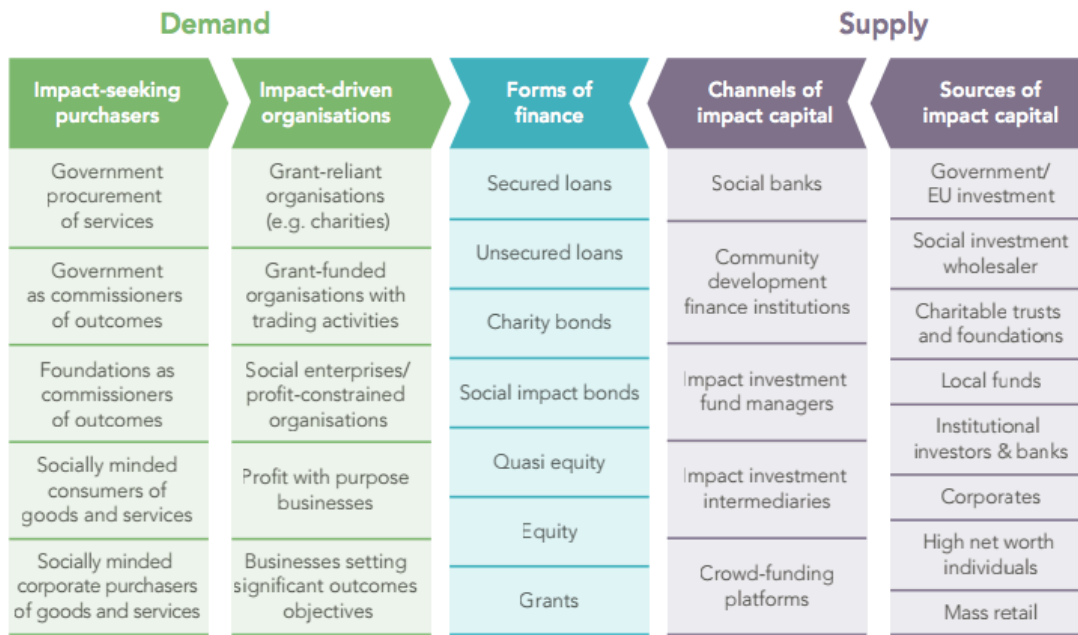 Demand
Supply
Impact-seeking
purchasers
Government
procurement
of services
Government
as commissioners
of outcomes
Foundations as
commissioners
of outcomes
Socially minded
consumers of
goods and services
Socially minded
corporate purchasers
of goods and services
Impact-driven
organisations
Grant-reliant
organisations
(e.g. charities)
Grant-funded
organisations with
trading activities
Social enterprises/
profit-constrained
organisations
Profit with purpose
businesses
Businesses setting
significant outcomes
objectives
Forms of
finance
Secured loans
Unsecured loans
Charity bonds
Social impact bonds
Quasi equity
Equity
Grants
Channels of
impact capital
Social banks
Community
development
finance institutions
Impact investment
fund managers
Impact investment
intermediaries
Crowd-funding
platforms
Sources of
impact capital
Government/
EU investment
Social investment
wholesaler
Charitable trusts
and foundations
Local funds
Institutional
investors & banks
Corporates
High net worth
individuals
Mass retail